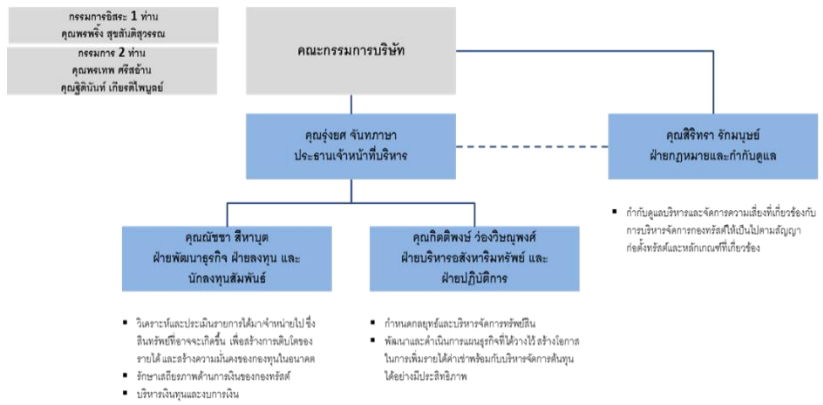 กรรมการอิสระ 1 ท่าน
คุณพรพริ้ง สุขสันติสุวรรณ
กรรมการ 2 ท่าน
คุณพรเทพ ศรีสอ้าน
คุณฐิตินันท์ เกียรติไพบูลย์
คณะกรรมการบริษัท
คุณรุ่งยศ จันทภาษา
ประธานเจ้าหน้าที่บริหาร
คุณสิริทรา รักมนุษย์
ฝ่ายกฎหมายและกำกับดูแล
▪ กำกับดูแลบริหารและจัดการความเสี่ยงที่เกี่ยวข้องกับ
การบริหารจัดการกองทรัสต์ให้เป็นไปตามสัญญา
ก่อตั้งทรัสต์และหลักเกณฑ์ที่เกี่ยวข้อง
คุณณัชชา สีหาบุต
ฝ่ายพัฒนาธุรกิจ ฝ่ายลงทุน และ
นักลงทุนสัมพันธ์
▪ วิเคราะห์และประเมินรายการได้มาจำหน่ายไป ซึ่ง
สินทรัพย์ที่อาจจะเกิดขึ้น เพื่อสร้างการเติบโตของ
รายได้ และสร้างความมั่นคงของกองทุนในอนาคต
▪ รักษาเสถียรภาพด้านการเงินของกองทรัสต์
▪ บริหารเงินทุนและงบการเงิน
คุณกิตติพงษ์ ว่องวิษณุพงศ์
ฝ่ายบริหารอสังหาริมทรัพย์ และ
ฝ่ายปฏิบัติการ
▪ กำหนดกลยุทธ์และบริหารจัดการทรัพย์สิน
▪ พัฒนาและดำเนินการแผนธุรกิจที่ได้วางไว้ สร้างโอกาส
ในการเพิ่มรายได้ค่าเช่าพร้อมกับบริหารจัดการต้นทุน
ได้อย่างมีประสิทธิภาพ